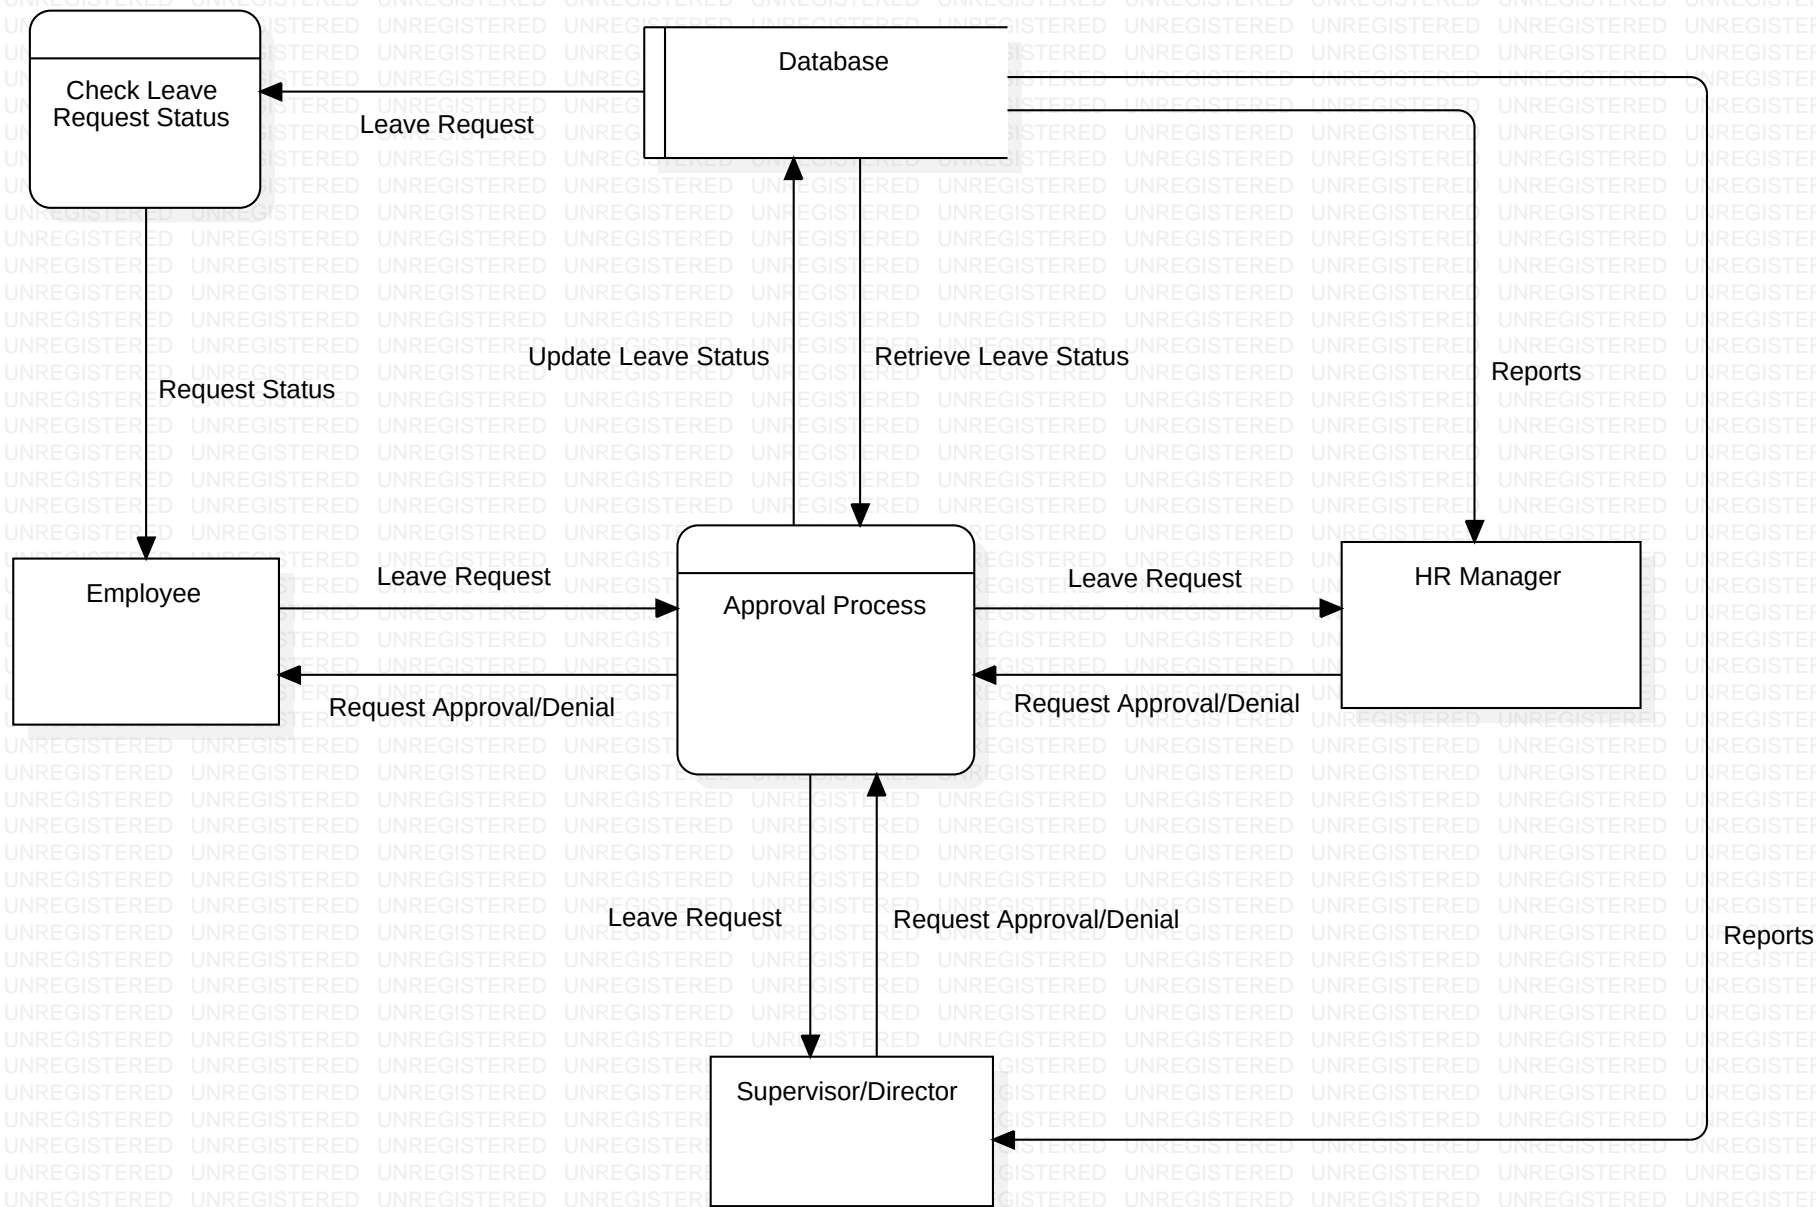 Database
Check Leave
Request Status
Leave Request
Update Leave Status
Retrieve Leave Status
Reports
Request Status
Employee
Leave Request
Approval Process
Leave Request
HR Manager
Request Approval/Denial
Request Approval/Denial
Leave Request
Request Approval/Denial
Reports
Supervisor/Director
UNREGISTERED